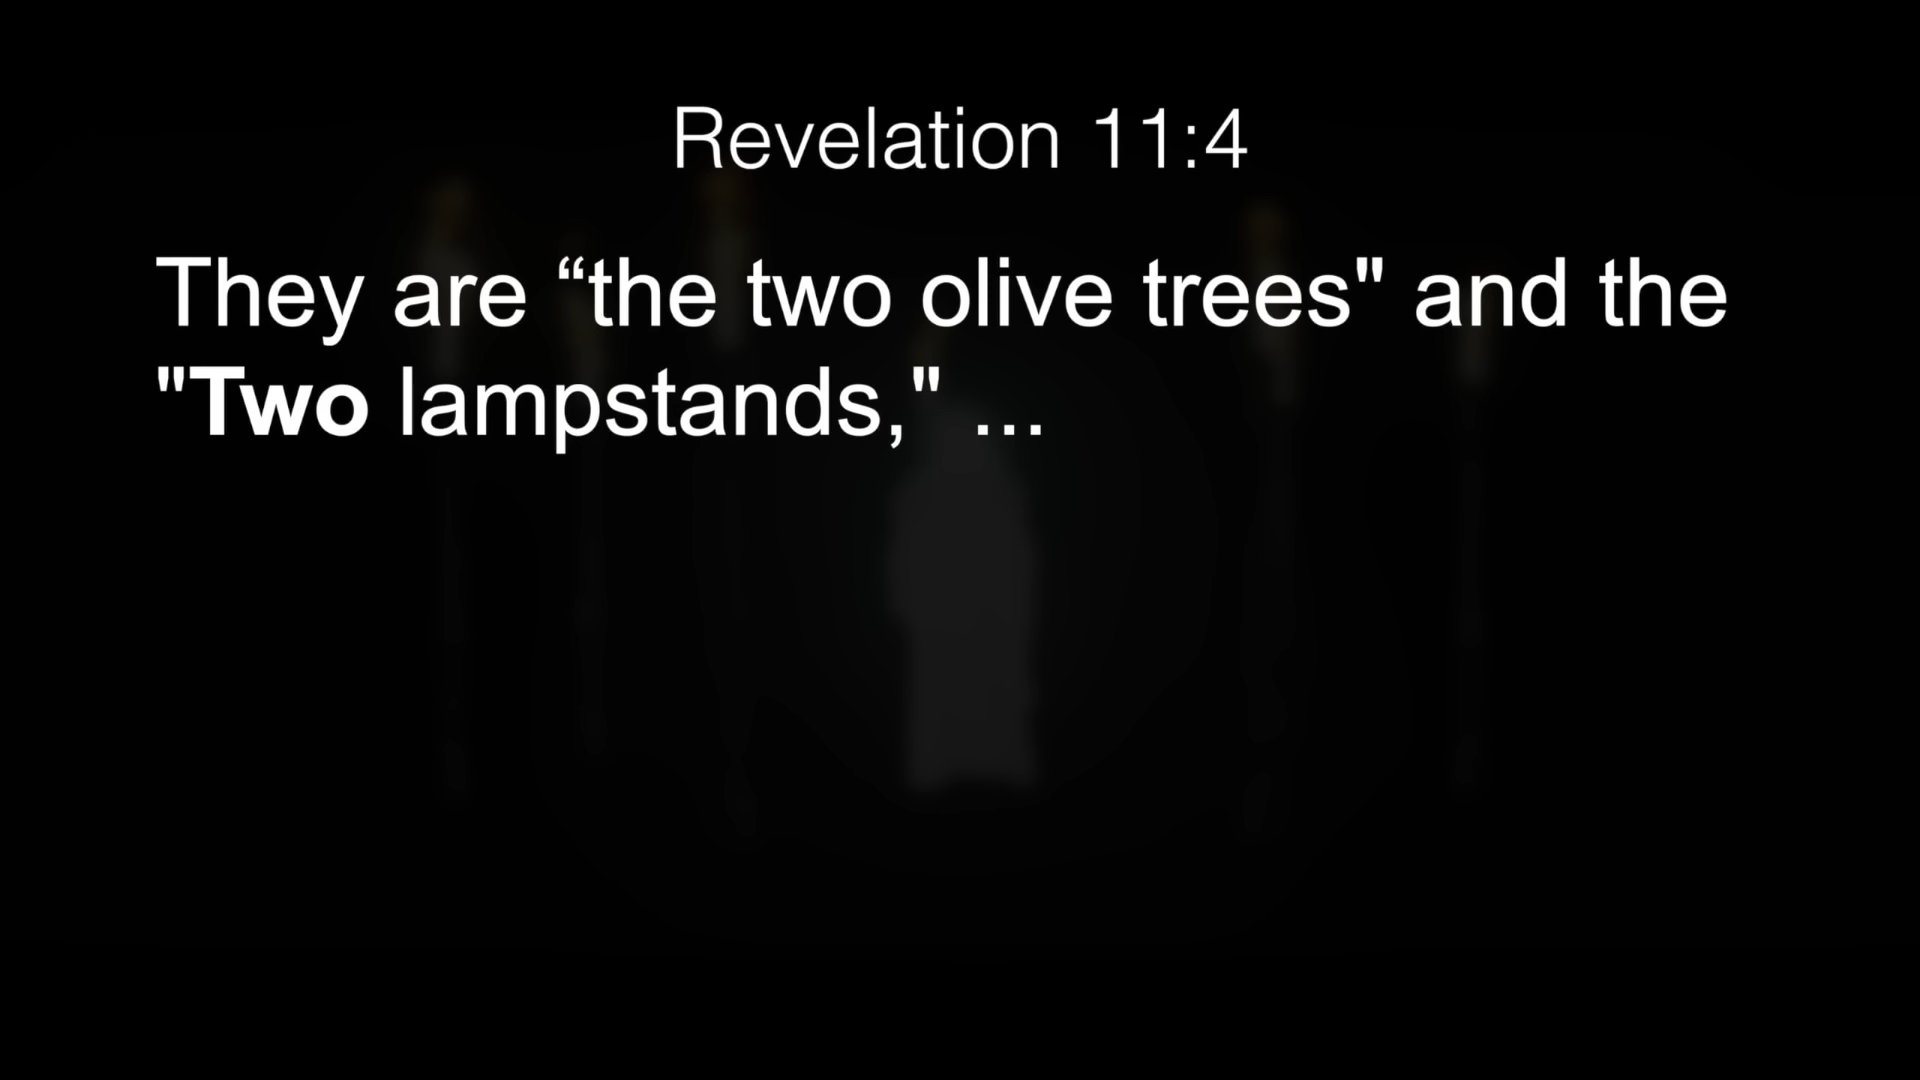 Revelation 11:4
They are “the two olive trees" and the
"Two lampstands," ...